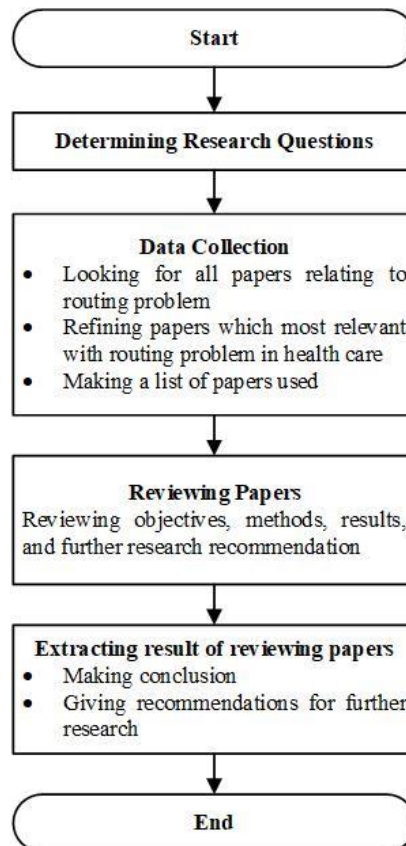 Start
Determining Research Questions
Data Collection
• Looking for all papers relating to
routing problem
• Refining papers which most relevant
with routing problem in health care
• Making a list of papers used
Reviewing Papers
Reviewing objectives, methods, results,
and further research recommendation
Extracting result of reviewing papers
• Making conclusion
• Giving recommendations for further
research
End